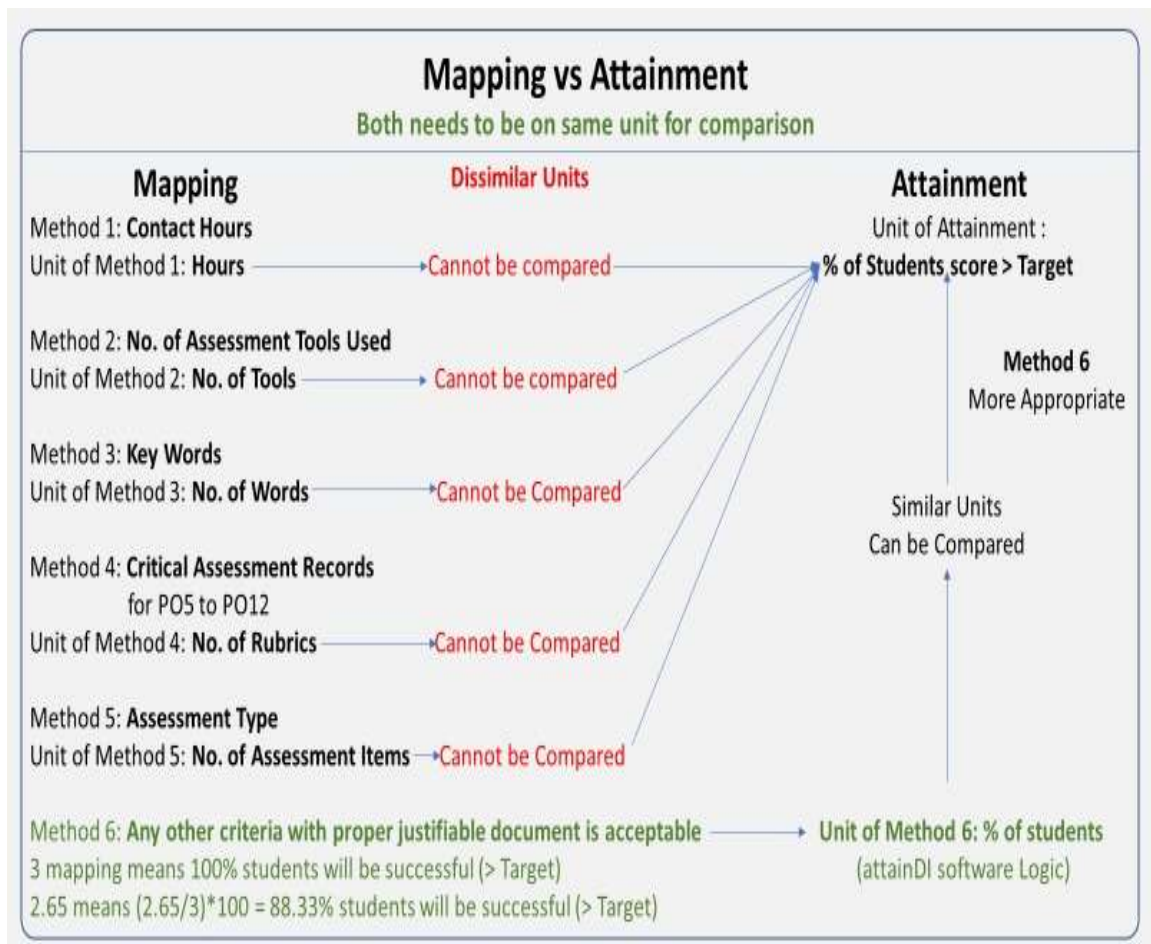 Mapping vs Attainment
Both needs to be on same unit for comparison
Mapping
Dissimilar Units
Attainment
Method 1: Contact Hours
Unit of Method 1: Hours
Cannot be compared
Unit of Attainment :
% of Students score > Target
Method 2: No. of Assessment Tools Used
Unit of Method 2: No. of Tools
Cannot be compared
Method 6
More Appropriate
Method 3: Key Words
Unit of Method 3: No. of Words
Cannot be Compared
Similar Units
Can be Compared
Method 4: Critical Assessment Records
for PO5 to PO12
Unit of Method 4: No. of Rubrics
Cannot be Compared
Method 5: Assessment Type
Unit of Method 5: No. of Assessment Items
Cannot be Compared
Method 6: Any other criteria with proper justifiable document is acceptable
Unit of Method 6: % of students
(attainDI software Logic)
3 mapping means 100% students will be successful (> Target)
2.65 means (2.65/3)*100 = 88.33% students will be successful (> Target)